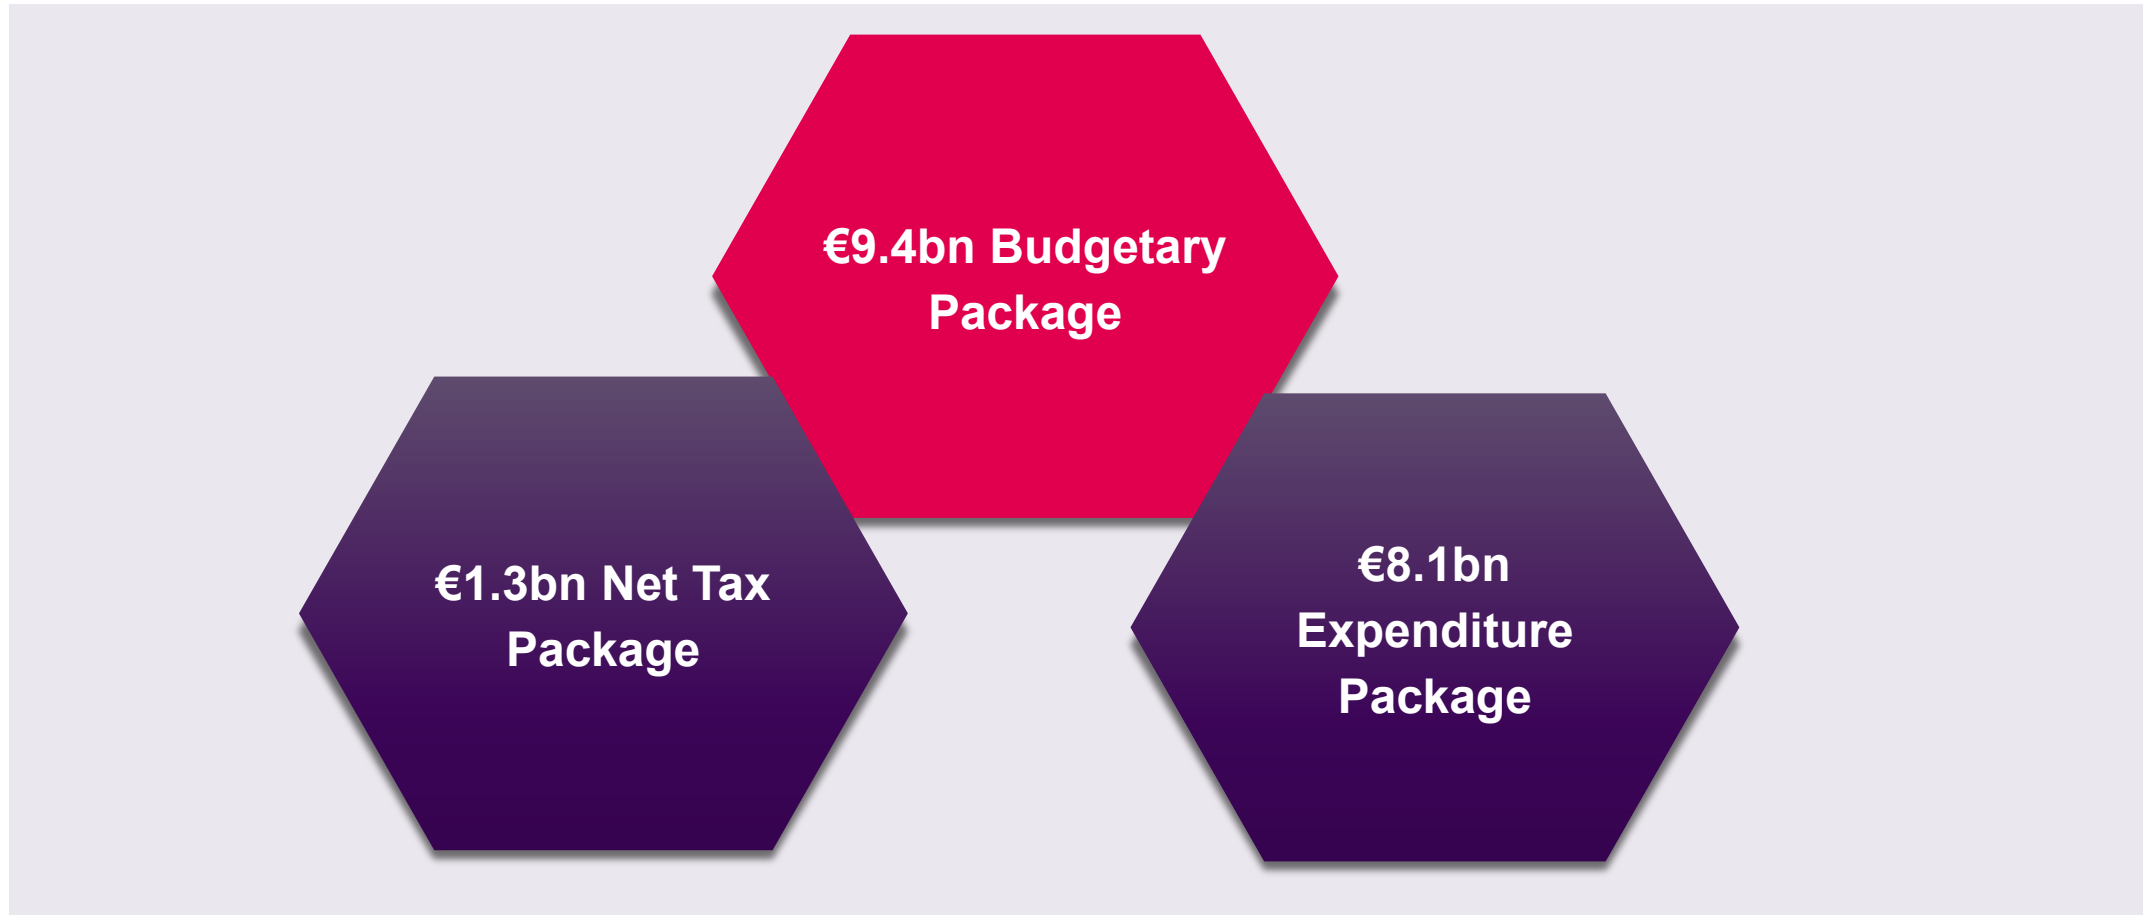 €9.4bn Budgetary
Package
€1.3bn Net Tax
Package
€8.1bn
Expenditure
Package